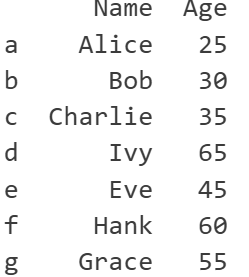 Name Age
a Alice 25
b Bob 30
c Charlie 35
d Ivy 65
e Eve 45
f Hank 60
g Grace 55